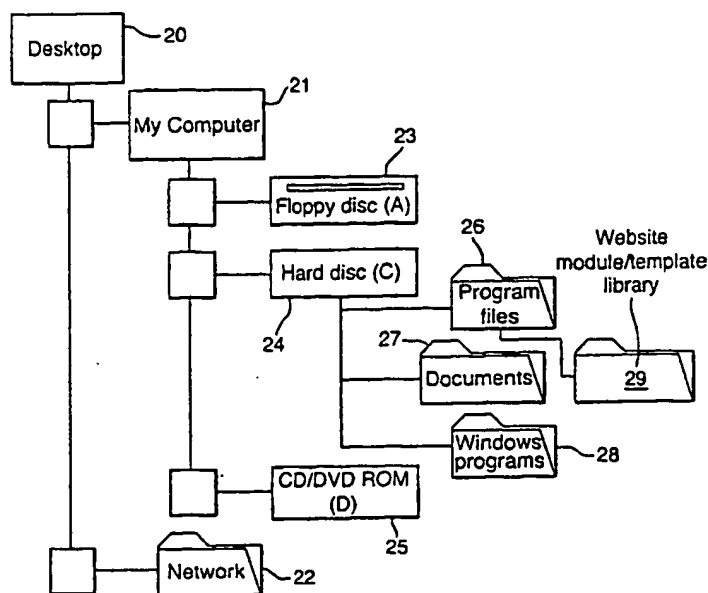 20
Desktop
21
My Computer
23
Floppy disc (A)
26
Website
module/template
library
Hard disc (C)
Program
files
24
27
29
Documents
Windows
programs
28
CD/DVD ROM
(D)
25
Network
22